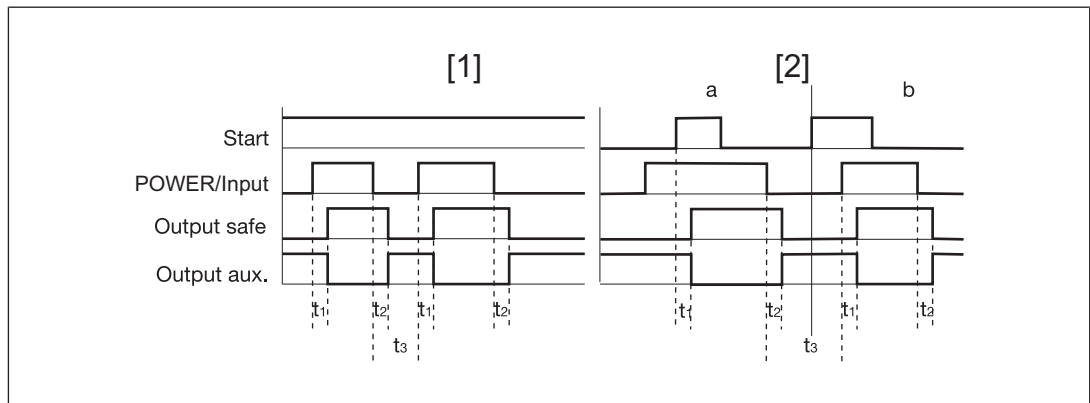 [1] [2]
a b
Start
POWER/Input
Output safe
Output aux.
t1 t2 t1 t2 t1 t2 t1 t2
t3 t3